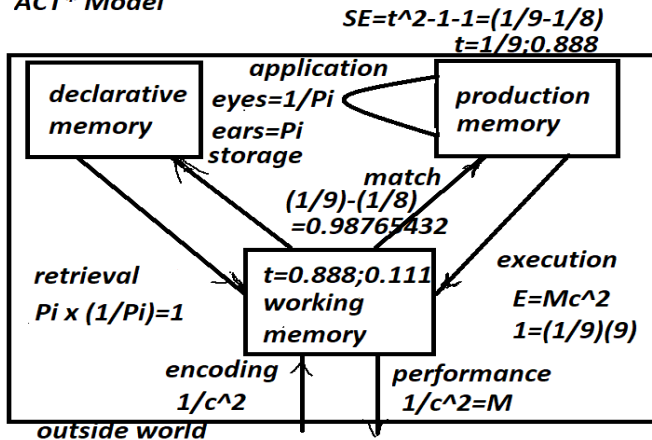 ACT* Model
SE=t^2-1-1=(1/9-1/8)
t=1/9;0.888
application
declarative
memory
eyes=1/Pi
ears=Pi
storage
production
memory
match
(1/9)-(1/8)
=0.98765432
retrieval
Pi x (1/Pi)=1
t=0.888;0.111
working
memory
execution
E=Mc^2
1=(1/9)(9)
encoding
1/c^2
performance
1/c^2=M
outside world